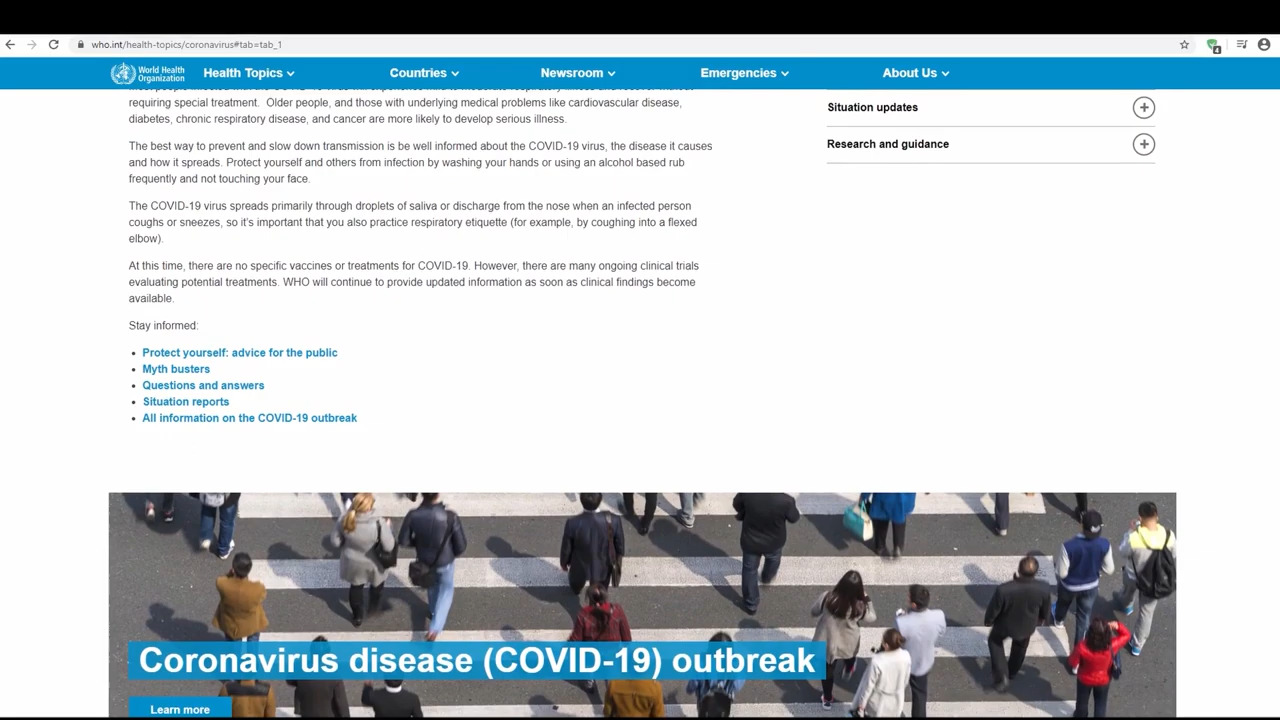 who.int/health-topics/coronavirus#tab=tab_1
World Health
Organization
Health Topics
Countries
Newsroom
Emergencies
About Us
requiring special treatment.  Older people, and those with underlying medical problems like cardiovascular disease,
diabetes, chronic respiratory disease, and cancer are more likely to develop serious illness.
The best way to prevent and slow down transmission is be well informed about the COVID-19 virus, the disease it causes
and how it spreads. Protect yourself and others from infection by washing your hands or using an alcohol based rub
frequently and not touching your face.
The COVID-19 virus spreads primarily through droplets of saliva or discharge from the nose when an infected person
coughs or sneezes, so it’s important that you also practice respiratory etiquette (for example, by coughing into a flexed
elbow).
At this time, there are no specific vaccines or treatments for COVID-19. However, there are many ongoing clinical trials
evaluating potential treatments. WHO will continue to provide updated information as soon as clinical findings become
available.
Stay informed:
Protect yourself: advice for the public
Myth busters
Questions and answers
Situation reports
All information on the COVID-19 outbreak
Situation updates
Research and guidance
Coronavirus disease (COVID-19) outbreak
Learn more